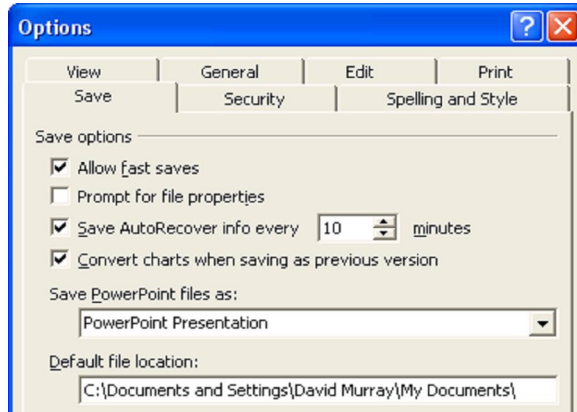 Options
View General Edit Print
Save Security Spelling and Style
Save options
Allow fast saves
Prompt for file properties
Save AutoRecover info every 10 minutes
Convert charts when saving as previous version
Save PowerPoint files as:
PowerPoint Presentation
Default file location:
C:\Documents and Settings\David Murray\My Documents\